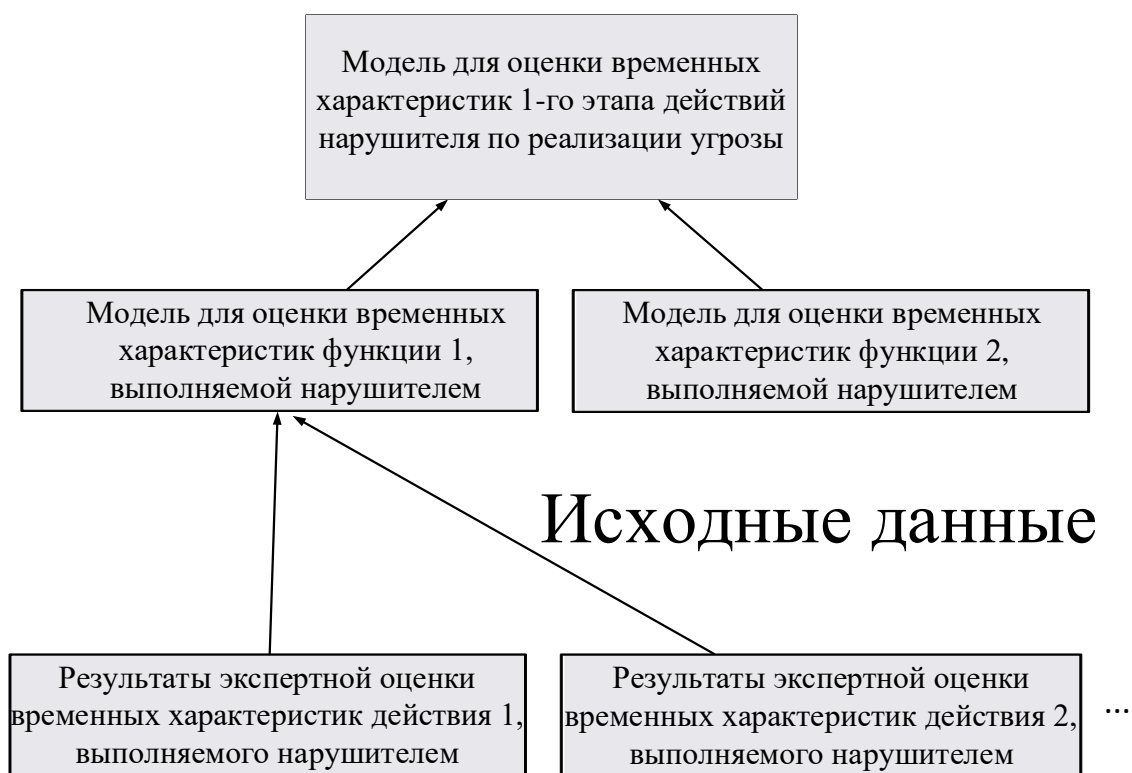 Модель для оценки временных
характеристик 1-го этапа действий
нарушителя по реализации угрозы
Модель для оценки временных
характеристик функции 1,
выполняемой нарушителем
Модель для оценки временных
характеристик функции 2,
выполняемой нарушителем
Исходные данные
Результаты экспертной оценки
временных характеристик действия 1,
выполняемого нарушителем
Результаты экспертной оценки
временных характеристик действия 2,
выполняемого нарушителем
...